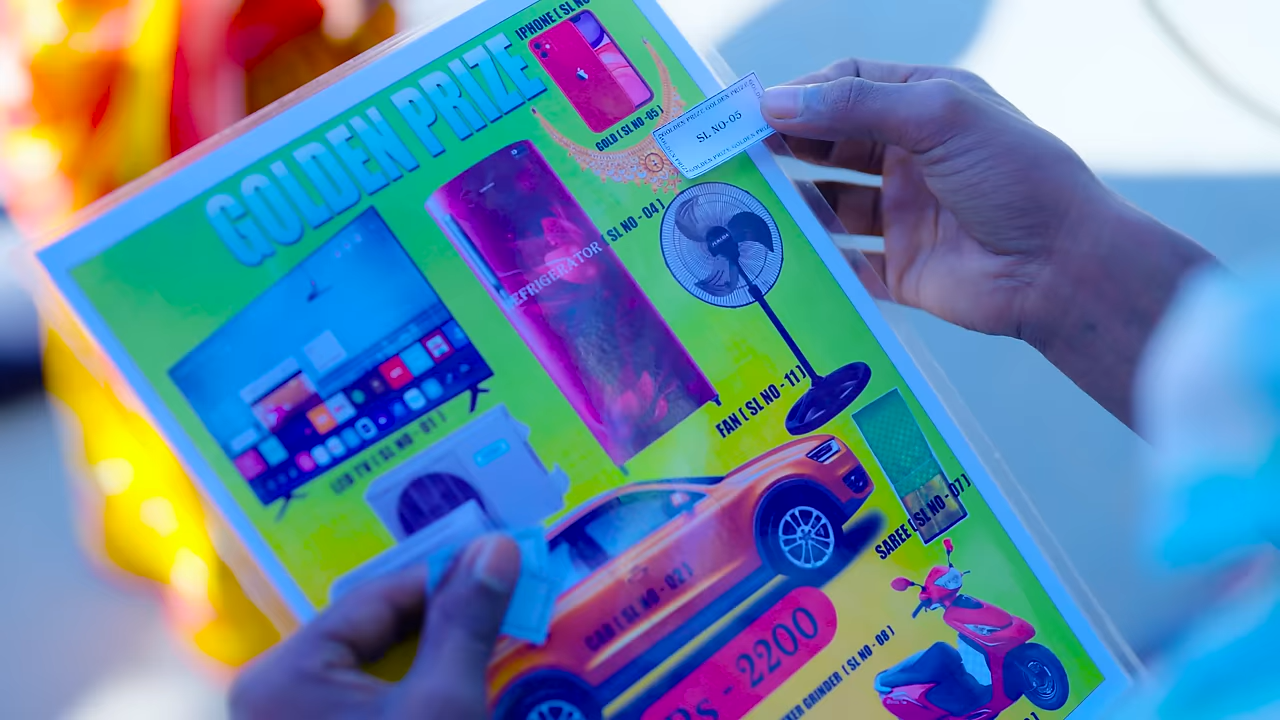 GOLDEN PRIZE
IPHONE [ SL NO
GOLD [ SL NO -05 ]
GOLDEN PRIZE GOLDEN PRIZE
SL NO-05
GOLDEN PRIZE GOLDEN PRIZ
REFRIGERATOR
[ SL NO - 04 ]
FAN [ SL NO - 11 ]
LED TV [ SL NO - 01 ]
SAREE [ SL NO - 07 ]
CAR [ SL NO - 02 ]
Rs - 2200
XER GRINDER [ SL NO - 08 ]